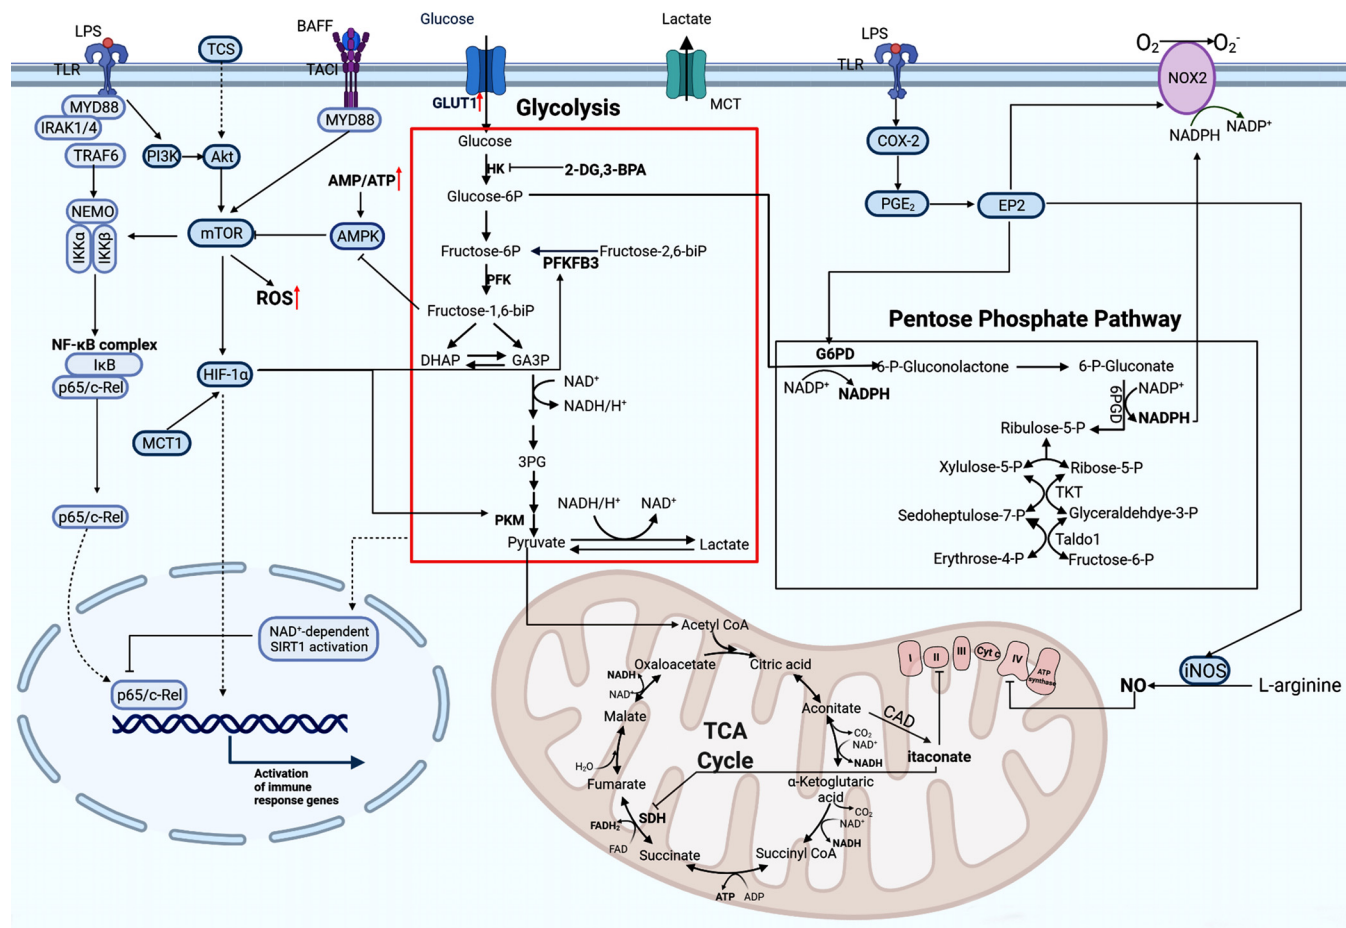 LPS
TLR
MYD88
IRAK1/4
TRAF6
NEMO
IKKα
IKKβ
NF-κB complex
IκB
p65/c-Rel
p65/c-Rel
TCS
PI3K
Akt
mTOR
ROS
HIF-1α
MCT1
BAFF
TACI
MYD88
AMP/ATP
AMPK
NAD⁺-dependent
SIRT1 activation
p65/c-Rel
Activation
of immune
response genes
Glucose
GLUT1
Glycolysis
Glucose
HK
2-DG,3-BPA
Glucose-6P
Fructose-6P
Fructose-2,6-biP
PFKFB3
PFK
Fructose-1,6-biP
DHAP
GA3P
NAD⁺
NADH/H⁺
3PG
NADH/H⁺
NAD⁺
PKM
Pyruvate
Lactate
Lactate
MCT
LPS
TLR
COX-2
PGE₂
EP2
O₂
O₂⁻
NOX2
NADPH
NADP⁺
Pentose Phosphate Pathway
G6PD
6-P-Gluconolactone
6-P-Gluconate
NADP⁺
NADPH
6PGD
NADP⁺
NADPH
Ribulose-5-P
Xylulose-5-P
Ribose-5-P
TKT
Sedoheptulose-7-P
Glyceraldehdye-3-P
Taldo1
Erythrose-4-P
Fructose-6-P
Acetyl CoA
Oxaloacetate
Citric acid
NADH
NAD⁺
Malate
Aconitate
CAD
TCA
Cycle
CO₂
NAD⁺
NADH
itaconate
H₂O
Fumarate
α-Ketoglutaric
acid
SDH
FADH₂
FAD
CO₂
NAD⁺
NADH
Succinate
Succinyl CoA
ATP
ADP
I
II
III
Cyt c
IV
ATP
synthase
NO
iNOS
L-arginine